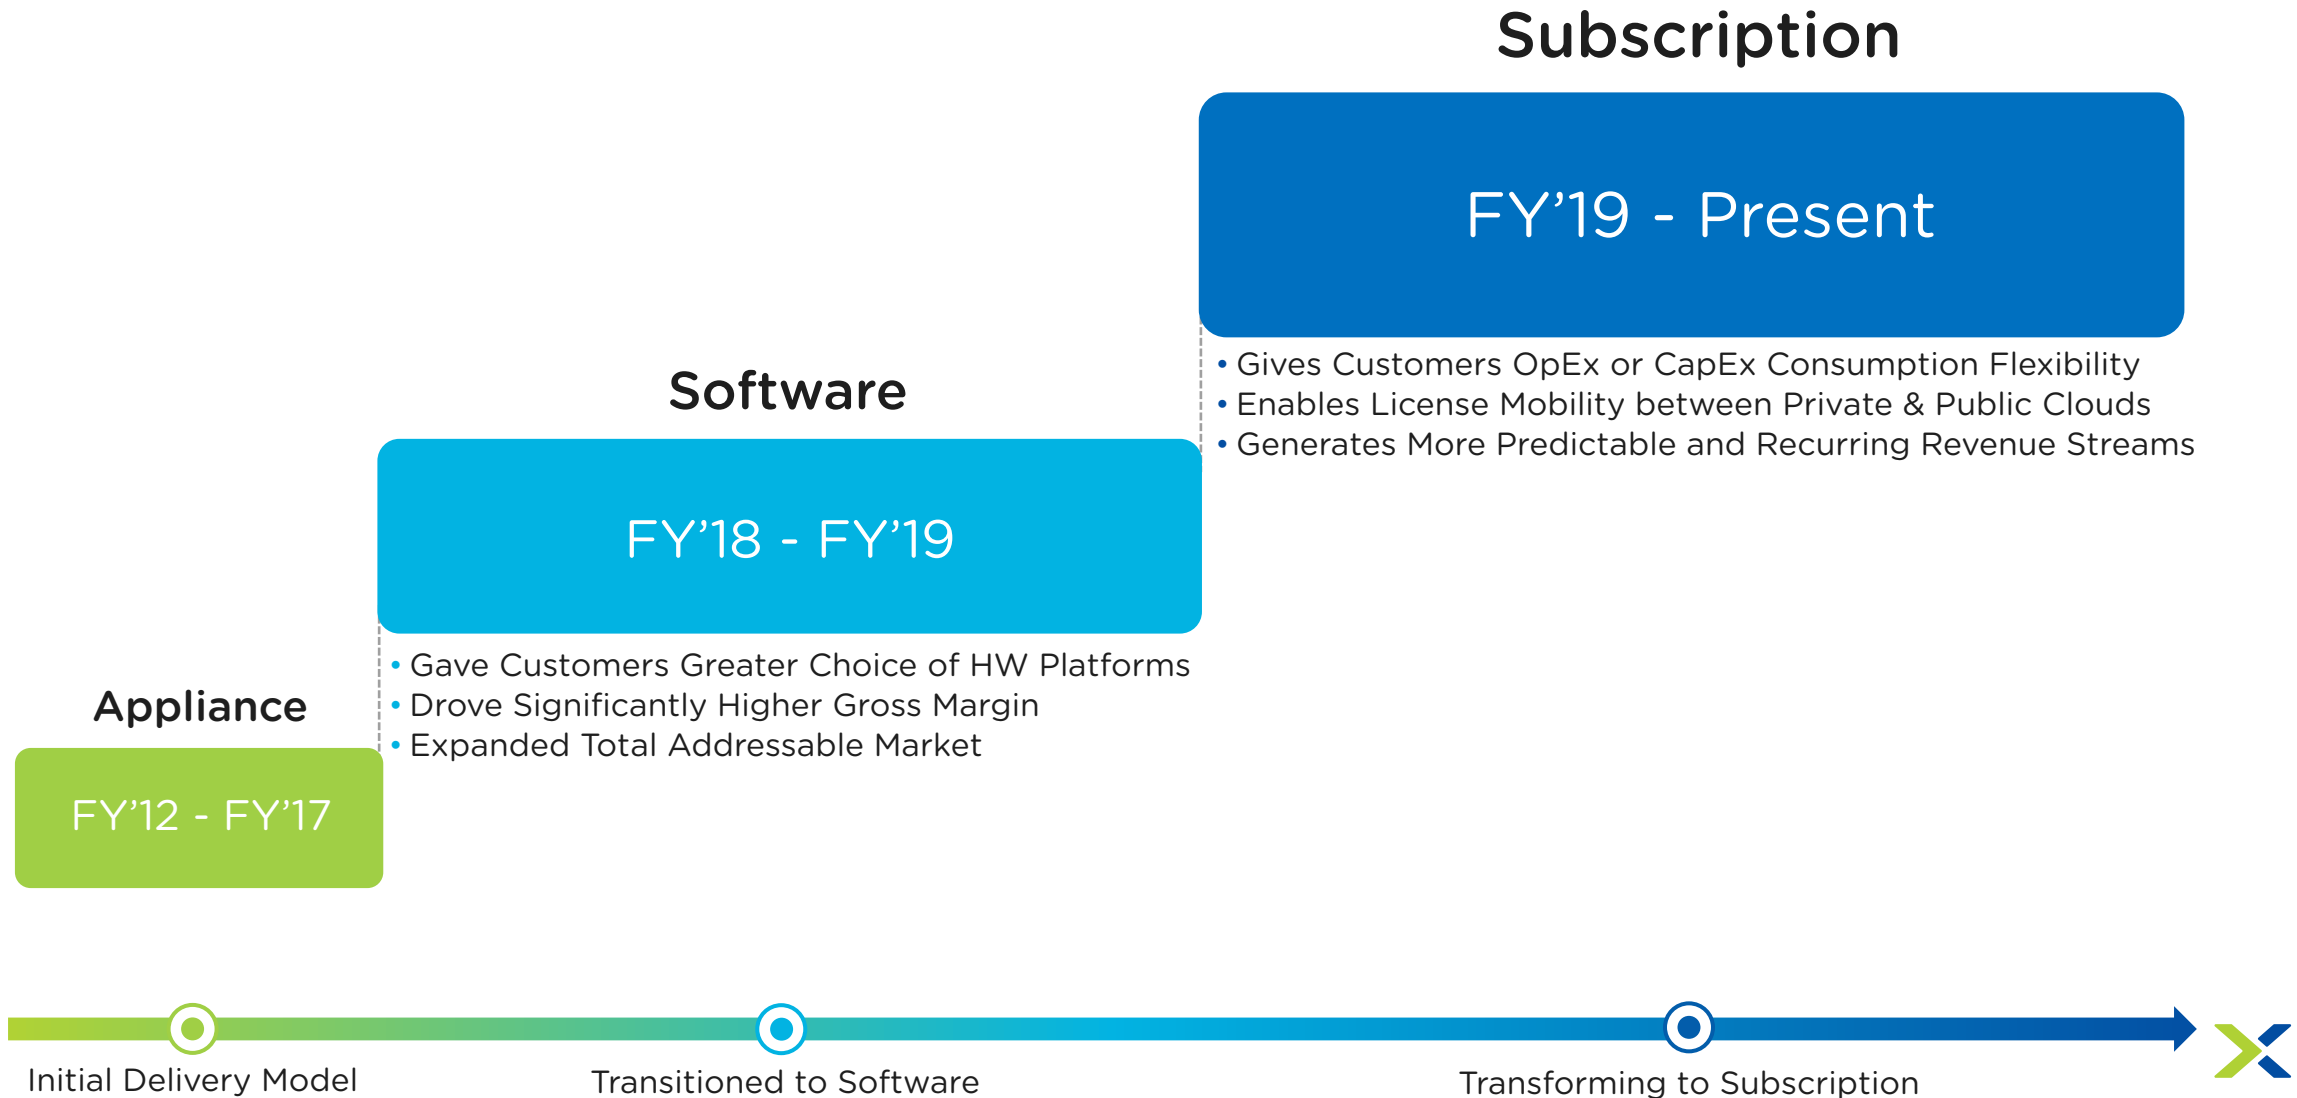 Subscription
FY’19 - Present
• Gives Customers OpEx or CapEx Consumption Flexibility
• Enables License Mobility between Private & Public Clouds
• Generates More Predictable and Recurring Revenue Streams
Software
FY’18 - FY’19
• Gave Customers Greater Choice of HW Platforms
• Drove Significantly Higher Gross Margin
• Expanded Total Addressable Market
Appliance
FY’12 - FY’17
Initial Delivery Model
Transitioned to Software
Transforming to Subscription